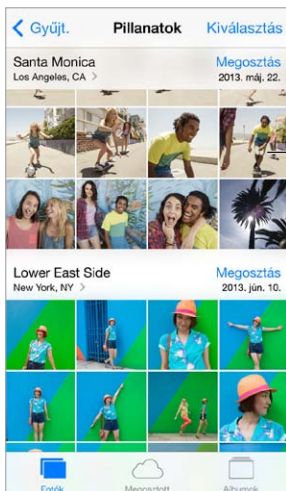 Gyűjt. Pillanatok Kiválasztás
Santa Monica Megosztás
Los Angeles, CA > 2013. máj. 22.
Lower East Side Megosztás
New York, NY > 2013. jún. 10.
Fotók Megosztott Albumok